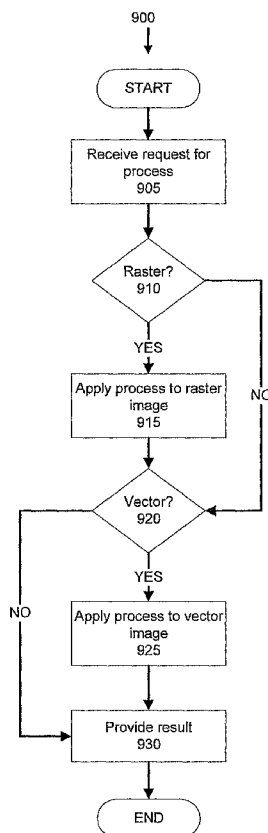 900
START
Receive request for
process
905
Raster?
910
YES
NO
Apply process to raster
image
915
Vector?
920
YES
NO
Apply process to vector
image
925
Provide result
930
END